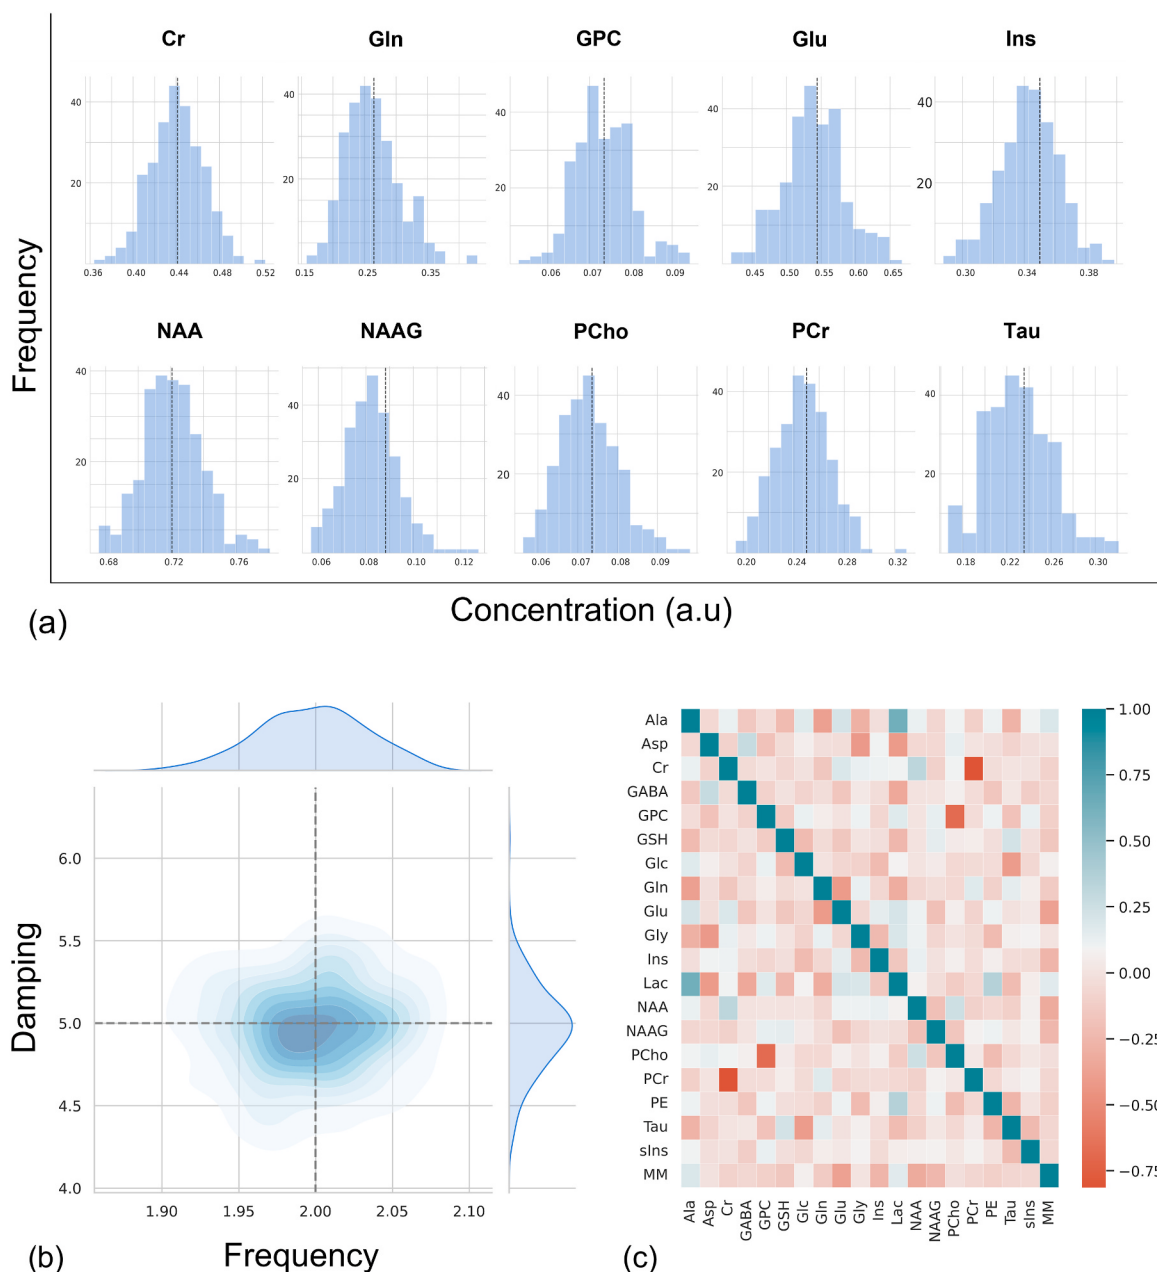 Cr Gln GPC Glu Ins
40 20 0.36 0.40 0.44 0.48 0.52
40 20 0.15 0.25 0.35
40 20 0.06 0.07 0.08 0.09
40 20 0.45 0.50 0.55 0.60 0.65
40 20 0.30 0.34 0.38
Frequency
NAA NAAG PCho PCr Tau
40 20 0.68 0.72 0.76
40 20 0.06 0.08 0.10 0.12
40 20 0.06 0.07 0.08 0.09
40 20 0.20 0.24 0.28 0.32
40 20 0.18 0.22 0.26 0.30
Concentration (a.u)
(a)
6.0
5.5
5.0
4.5
4.0
Damping
1.90 1.95 2.00 2.05 2.10
Frequency
(b)
Ala
Asp
Cr
GABA
GPC
GSH
Glc
Gln
Glu
Gly
Ins
Lac
NAA
NAAG
PCho
PCr
PE
Tau
sIns
MM
Ala Asp Cr GABA GPC GSH Glc Gln Glu Gly Ins Lac NAA NAAG PCho PCr PE Tau sIns MM
1.00
0.75
0.50
0.25
0.00
−0.25
−0.50
−0.75
(c)